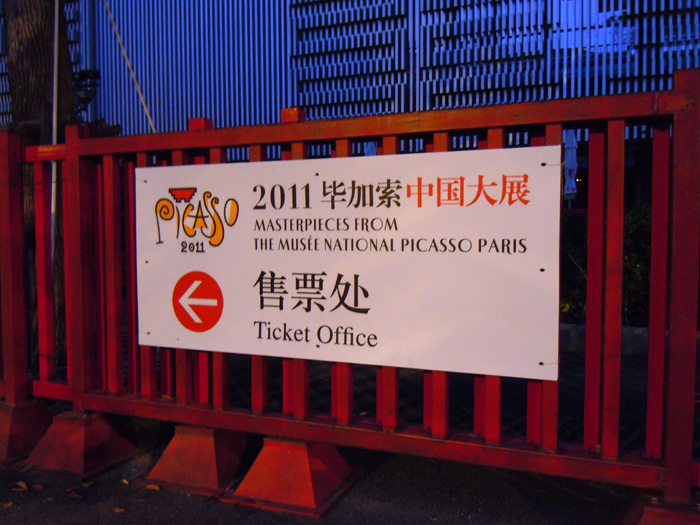 PICASSO
2011
2011 毕加索中国大展
MASTERPIECES FROM
THE MUSÉE NATIONAL PICASSO PARIS
售票处
Ticket Office